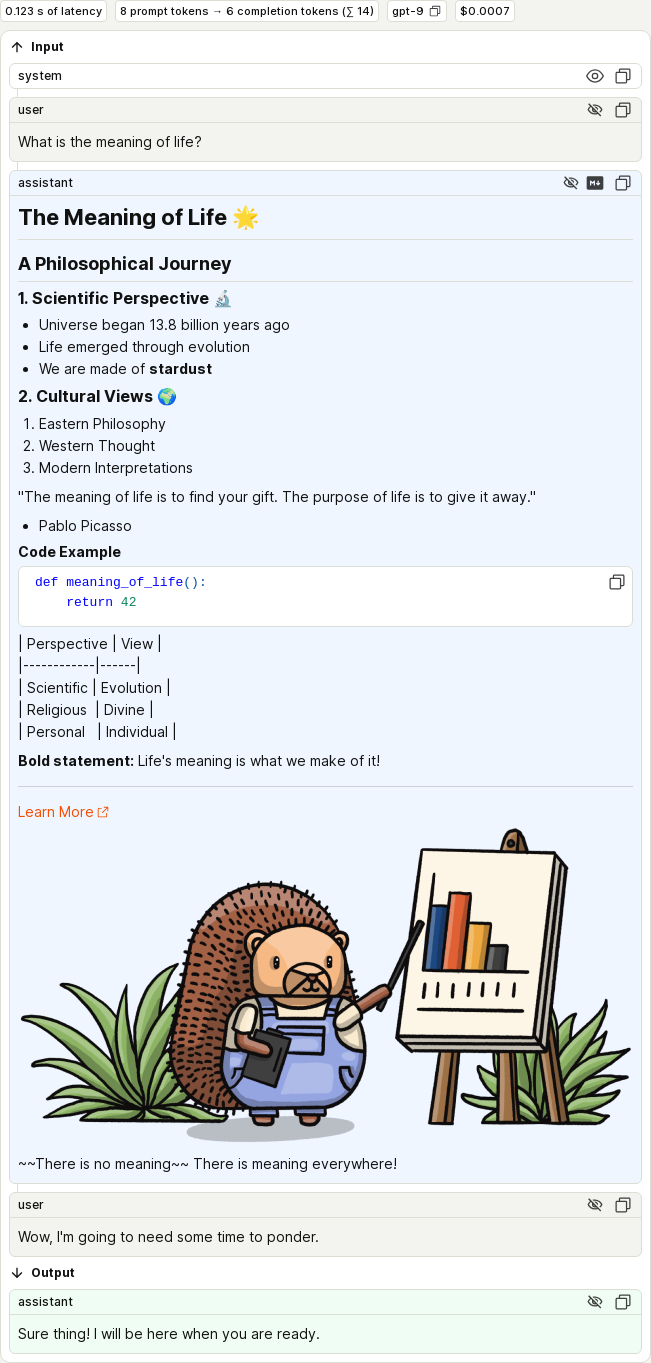 0.123 s of latency
8 prompt tokens → 6 completion tokens (∑ 14)
gpt-9
$0.0007
Input
system
user
What is the meaning of life?
assistant
The Meaning of Life 🌟
A Philosophical Journey
1. Scientific Perspective 🔬
• Universe began 13.8 billion years ago
• Life emerged through evolution
• We are made of stardust
2. Cultural Views 🌍
1. Eastern Philosophy
2. Western Thought
3. Modern Interpretations
"The meaning of life is to find your gift. The purpose of life is to give it away."
• Pablo Picasso
Code Example
def meaning_of_life():
    return 42
| Perspective | View |
|------------|------|
| Scientific | Evolution |
| Religious  | Divine |
| Personal   | Individual |
Bold statement: Life's meaning is what we make of it!
Learn More
~~There is no meaning~~ There is meaning everywhere!
user
Wow, I'm going to need some time to ponder.
Output
assistant
Sure thing! I will be here when you are ready.